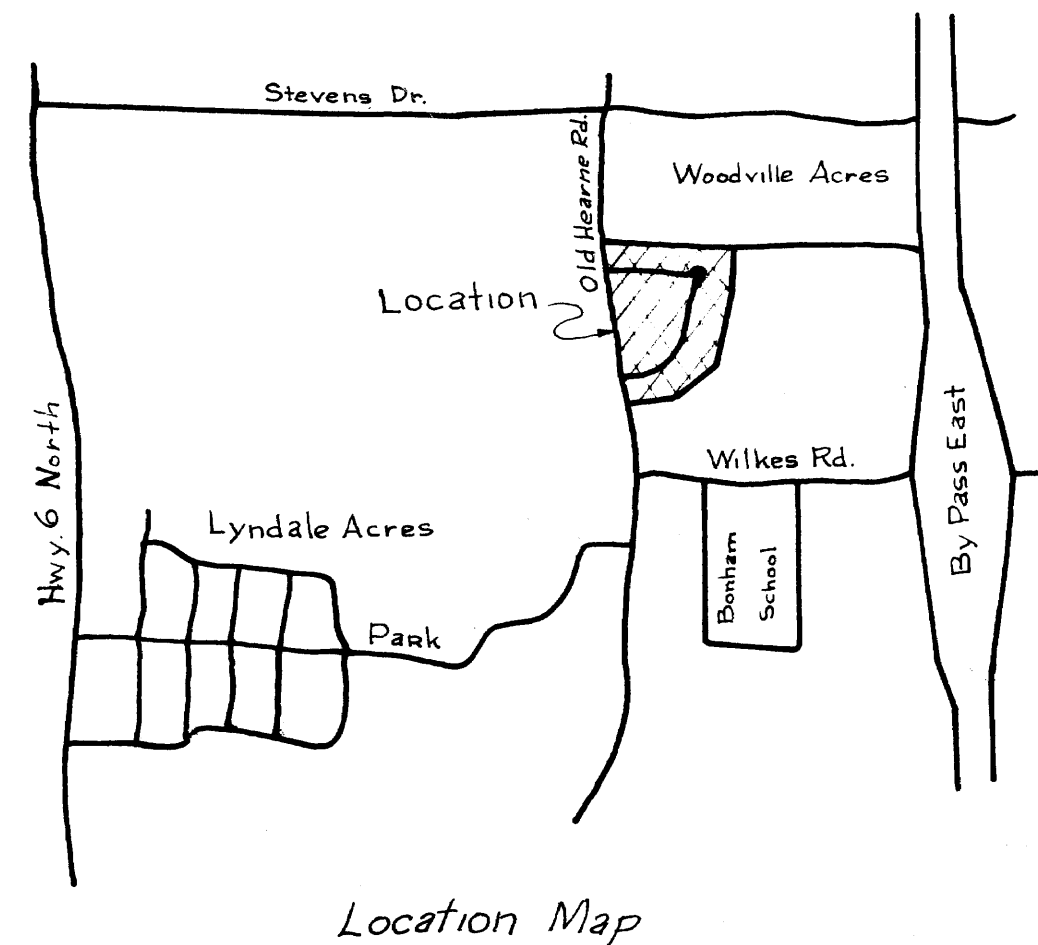 Stevens Dr.
Old Hearne Rd.
Woodville Acres
Location
Hwy. 6 North
Wilkes Rd.
By Pass East
Lyndale Acres
Bonham
School
Park
Location Map